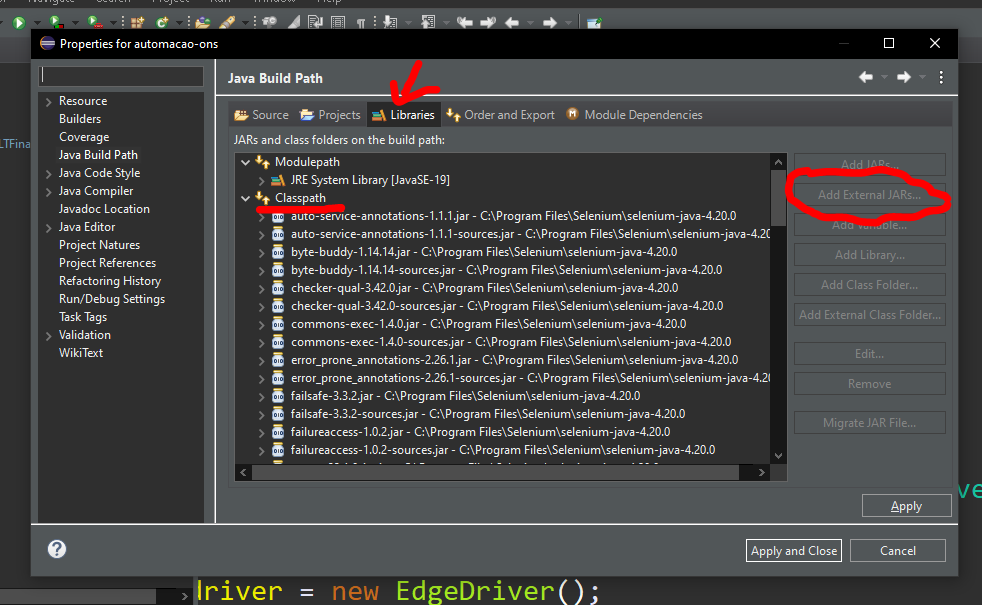 Properties for automacao-ons
Java Build Path
Resource
Builders
Coverage
Java Build Path
Java Code Style
Java Compiler
Javadoc Location
Java Editor
Project Natures
Project References
Refactoring History
Run/Debug Settings
Task Tags
Validation
WikiText
Source Projects Libraries Order and Export Module Dependencies
JARs and class folders on the build path:
Modulepath
JRE System Library [JavaSE-19]
Classpath
auto-service-annotations-1.1.1.jar - C:\Program Files\Selenium\selenium-java-4.20.0
auto-service-annotations-1.1.1-sources.jar - C:\Program Files\Selenium\selenium-java-4.20
byte-buddy-1.14.14.jar - C:\Program Files\Selenium\selenium-java-4.20.0
byte-buddy-1.14.14-sources.jar - C:\Program Files\Selenium\selenium-java-4.20.0
checker-qual-3.42.0.jar - C:\Program Files\Selenium\selenium-java-4.20.0
checker-qual-3.42.0-sources.jar - C:\Program Files\Selenium\selenium-java-4.20.0
commons-exec-1.4.0.jar - C:\Program Files\Selenium\selenium-java-4.20.0
commons-exec-1.4.0-sources.jar - C:\Program Files\Selenium\selenium-java-4.20.0
error_prone_annotations-2.26.1.jar - C:\Program Files\Selenium\selenium-java-4.20.0
error_prone_annotations-2.26.1-sources.jar - C:\Program Files\Selenium\selenium-java-4.20
failsafe-3.3.2.jar - C:\Program Files\Selenium\selenium-java-4.20.0
failsafe-3.3.2-sources.jar - C:\Program Files\Selenium\selenium-java-4.20.0
failureaccess-1.0.2.jar - C:\Program Files\Selenium\selenium-java-4.20.0
failureaccess-1.0.2-sources.jar - C:\Program Files\Selenium\selenium-java-4.20.0
Add JARs...
Add External JARs...
Add Variable...
Add Library...
Add Class Folder...
Add External Class Folder...
Edit...
Remove
Migrate JAR File...
Apply
Apply and Close
Cancel
LTFina
ve
driver = new EdgeDriver();